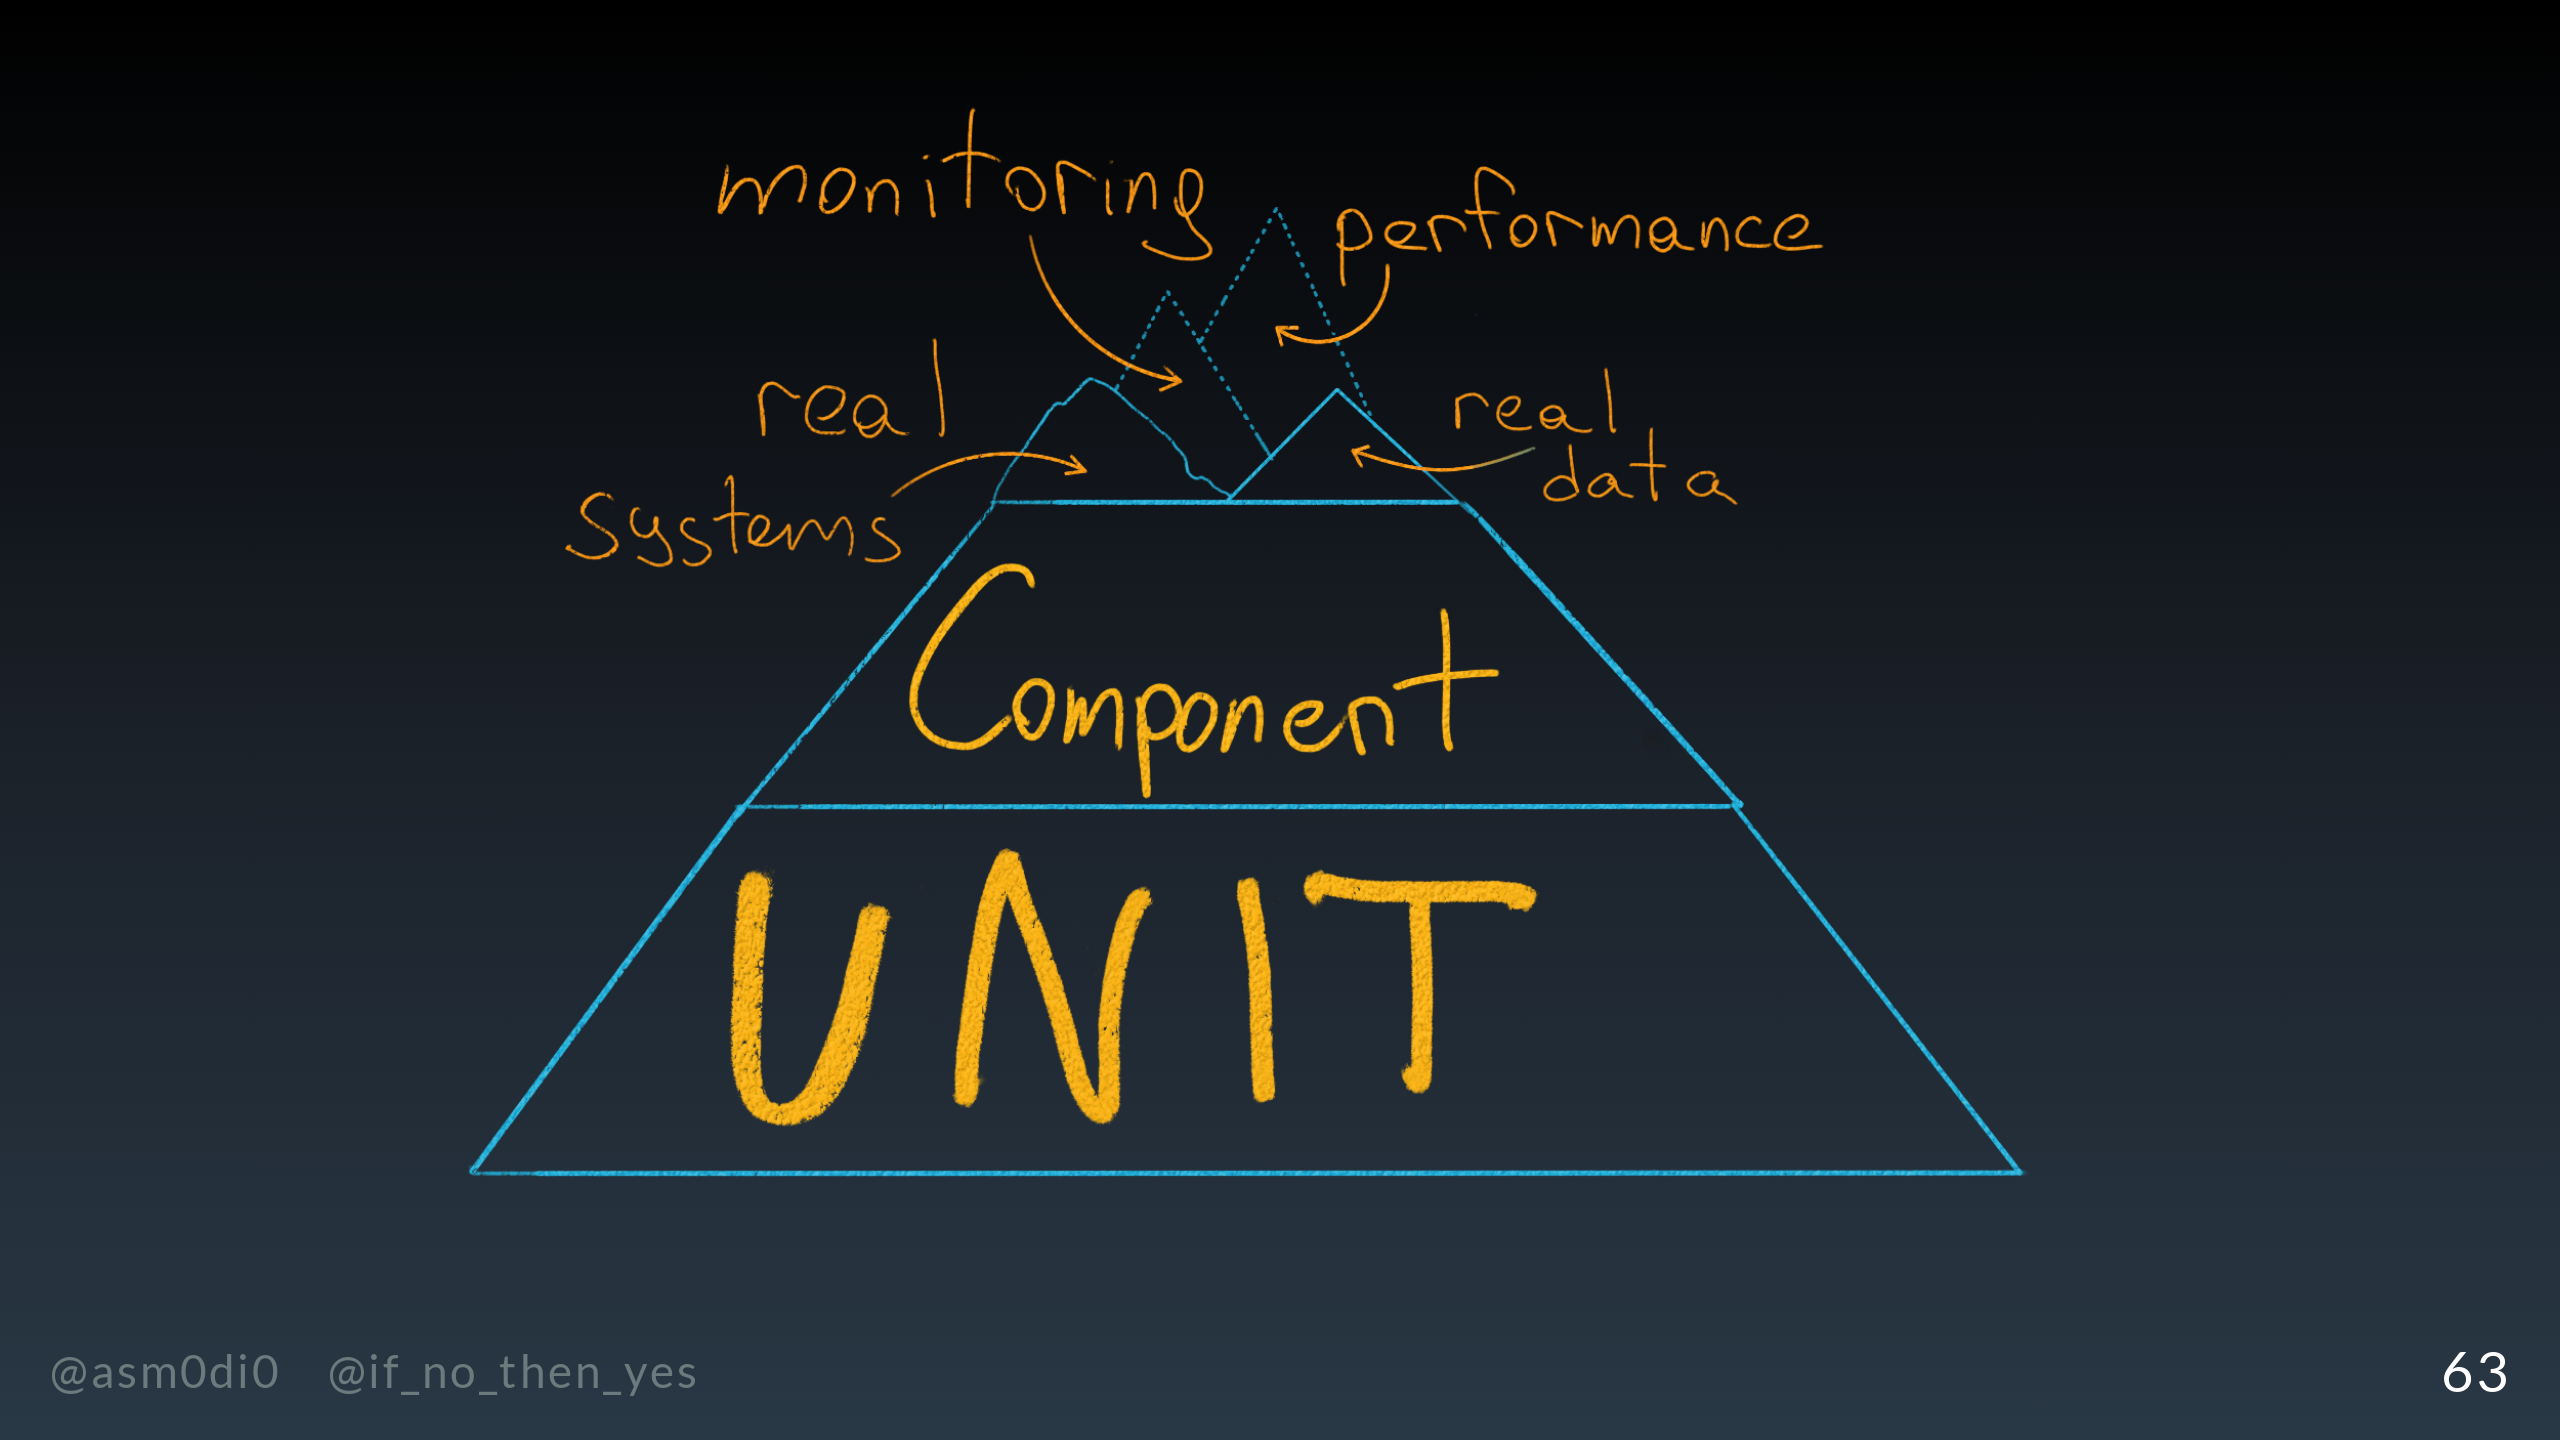 monitoring
performance
real
systems
real
data
Component
UNIT
@asm0di0 @if_no_then_yes
63